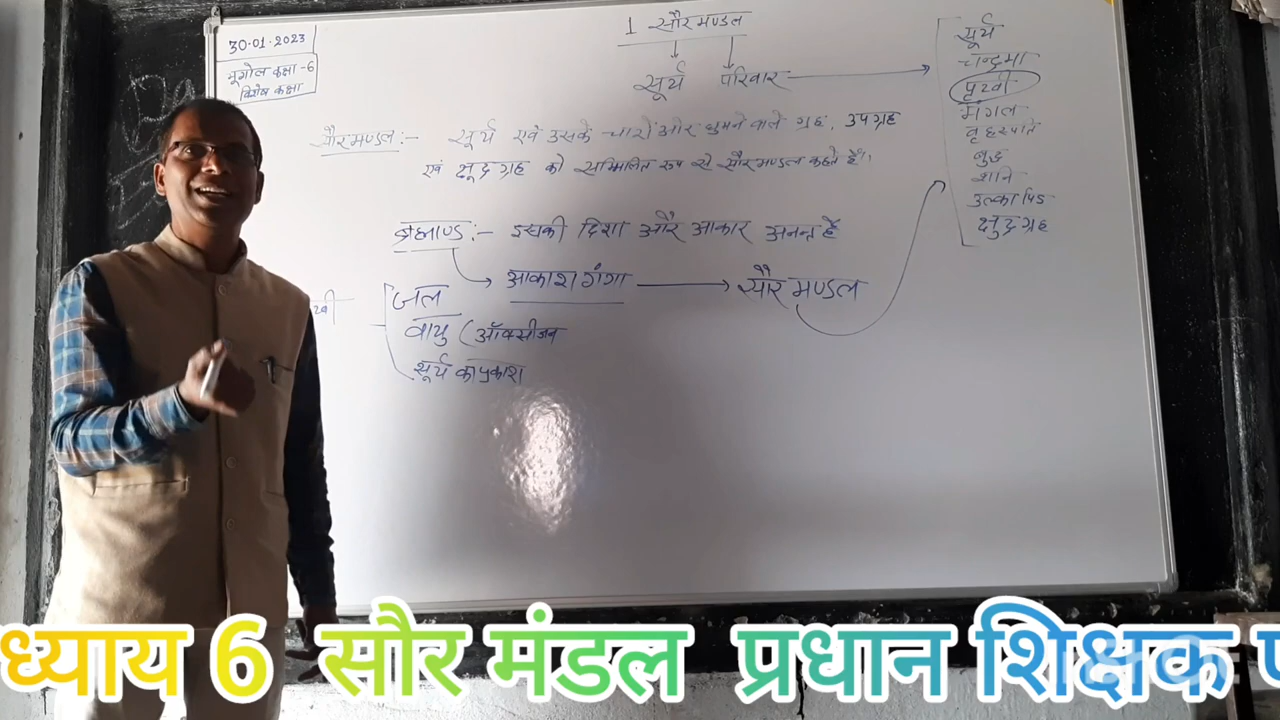 30.01.2023
भूगोल कक्षा -6
विशेष कक्षा
1 सौर मण्डल
सूर्य परिवार
सौर मण्डल :- सूर्य एवं उसके चारों ओर घुमने वाले ग्रह, उपग्रह
एवं क्षुद्र ग्रह को सम्मिलित रूप से सौरमण्डल कहते हैं।
ब्रह्माण्ड :- इसकी दिशा और आकार अनन्त हैं
आकाश गंगा सौर मण्डल
जल
वायु ( ऑक्सीजन
सूर्य का प्रकाश
सूर्य
चन्द्रमा
पृथ्वी
मंगल
वृहस्पति
बुद्ध
शनि
उल्का पिंड
क्षुद्र ग्रह
ध्याय 6 सौर मंडल प्रधान शिक्षक